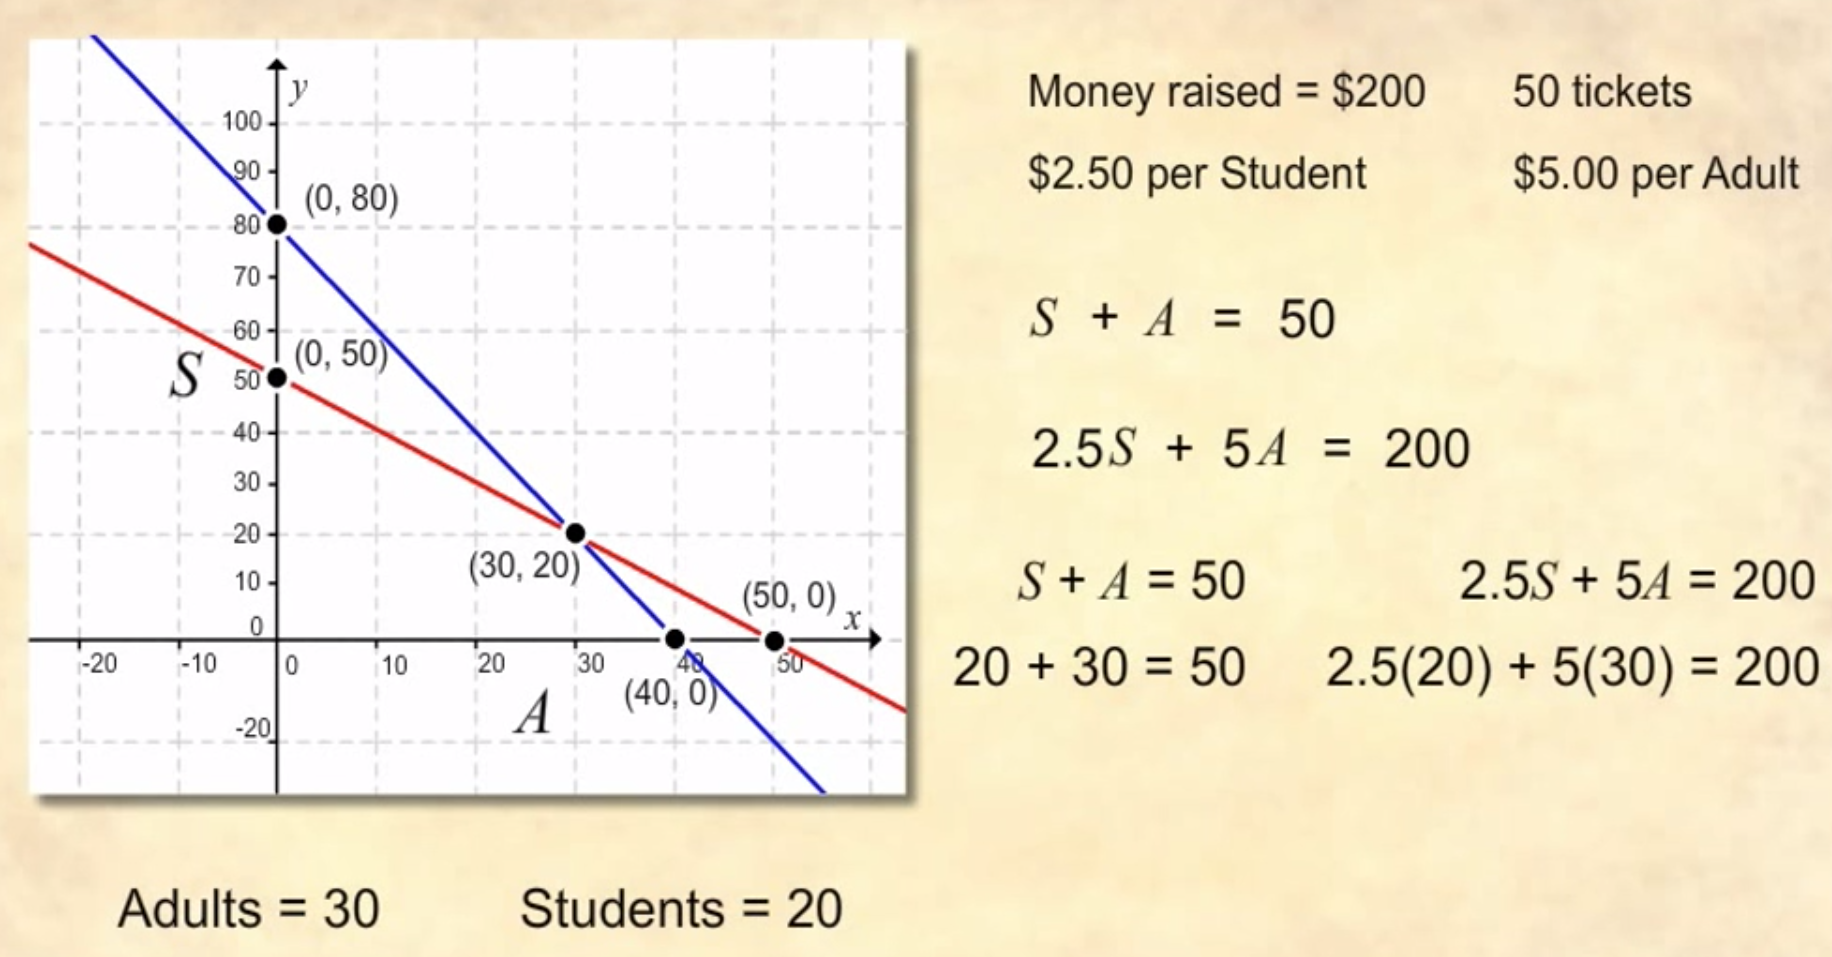 y
100
90
(0, 80)
80
70
60
(0, 50)
S
50
40
30
20
(30, 20)
10
(50, 0)
x
0
-20 -10 0 10 20 30 40 50
(40, 0)
A
-20
Adults = 30 Students = 20
Money raised = $200 50 tickets
$2.50 per Student $5.00 per Adult
S + A = 50
2.5S + 5A = 200
S + A = 50 2.5S + 5A = 200
20 + 30 = 50 2.5(20) + 5(30) = 200